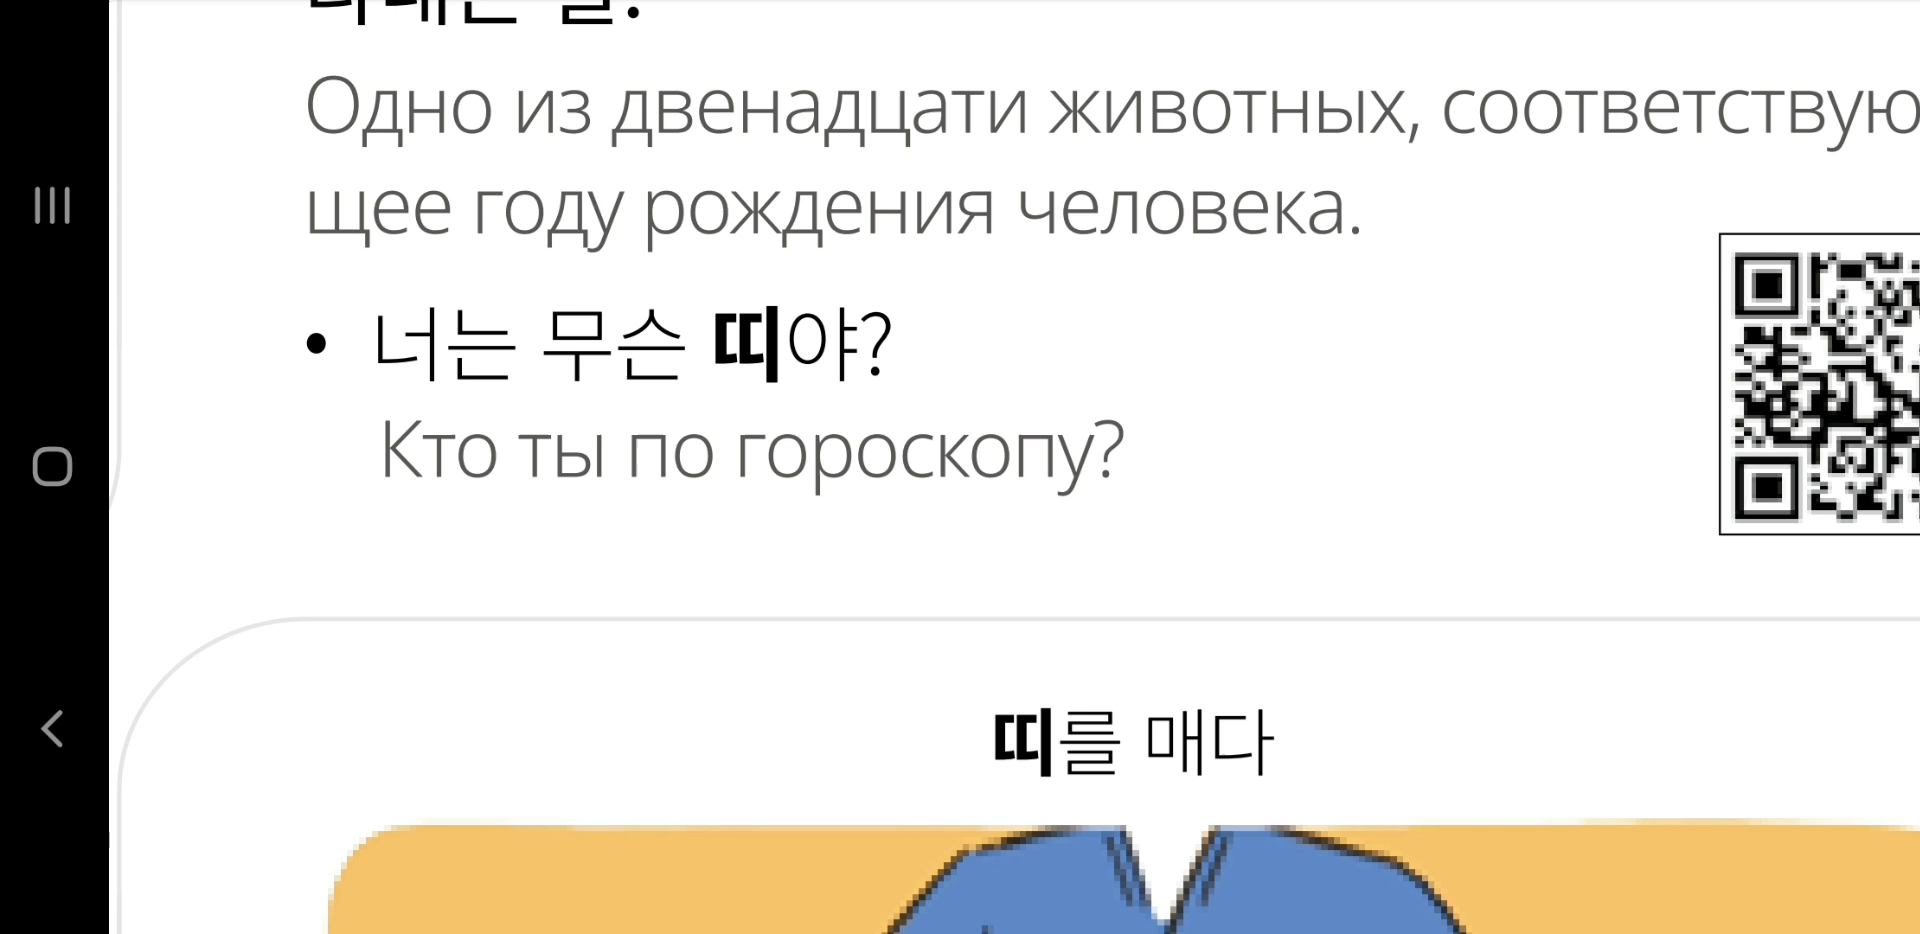 Одно из двенадцати животных, соответствую
щее году рождения человека.
• 너는 무슨 띠야?
Кто ты по гороскопу?
띠를 매다